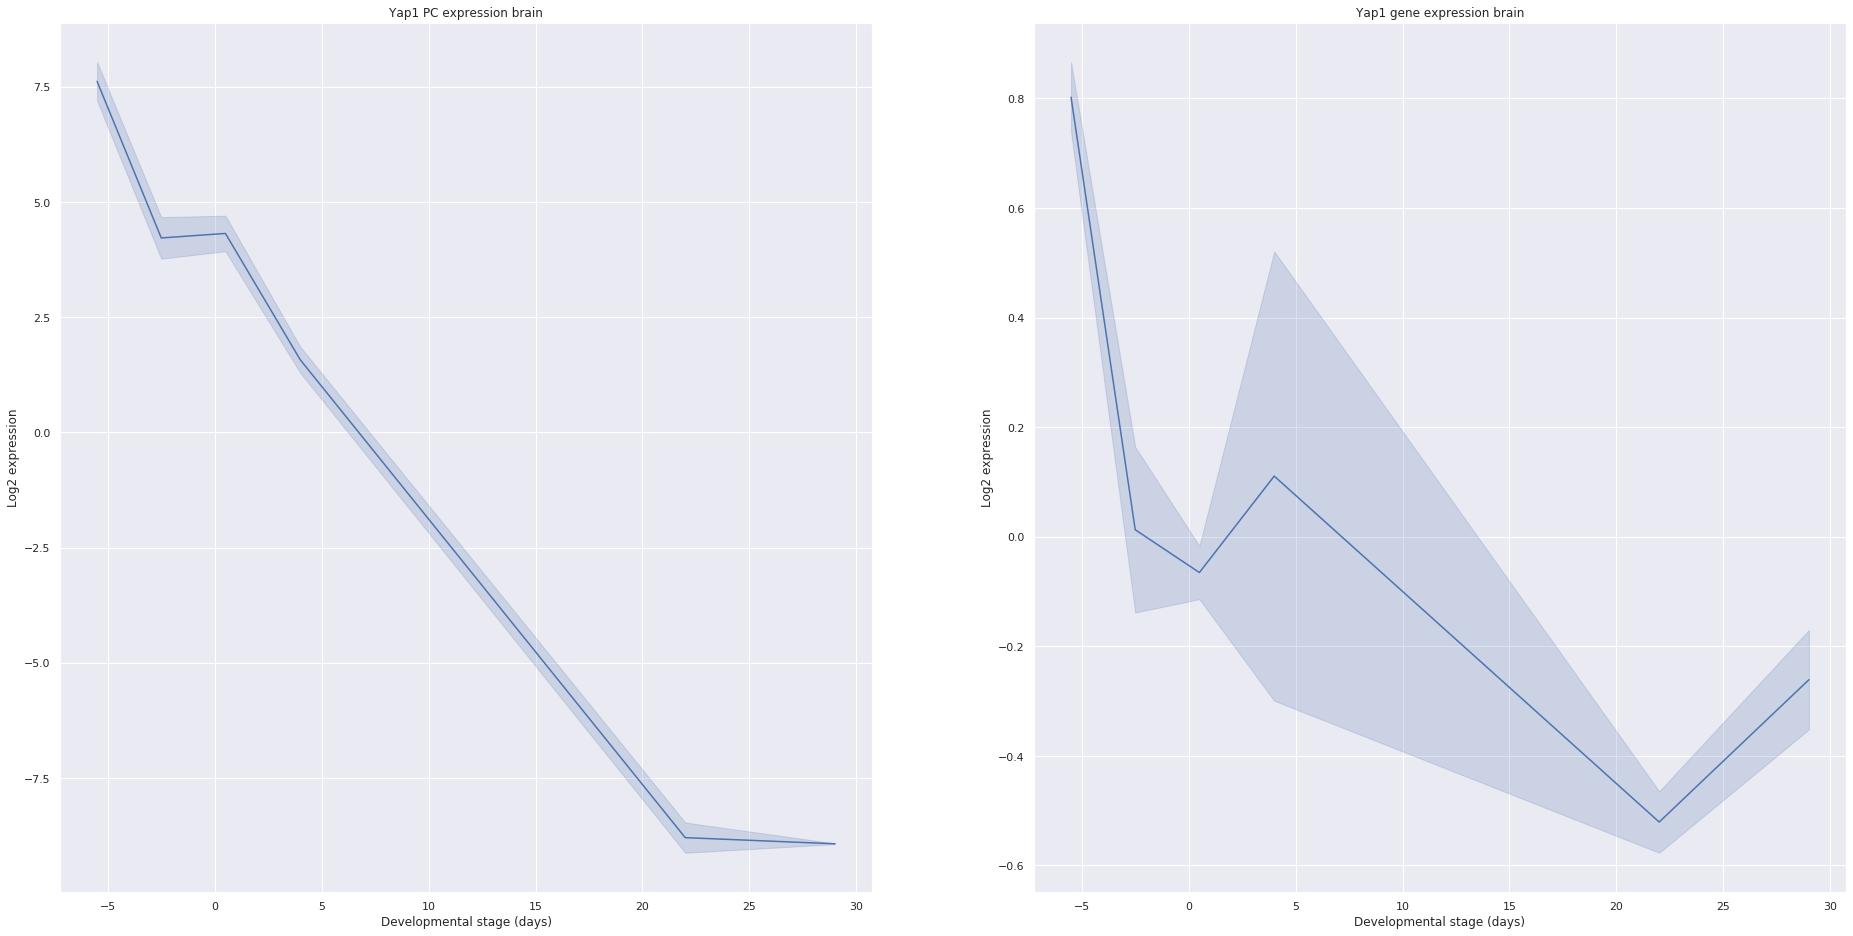 Yap1 PC expression brain
7.5
5.0
2.5
0.0
−2.5
−5.0
−7.5
Log2 expression
−5 0 5 10 15 20 25 30
Developmental stage (days)
Yap1 gene expression brain
0.8
0.6
0.4
0.2
0.0
−0.2
−0.4
−0.6
Log2 expression
−5 0 5 10 15 20 25 30
Developmental stage (days)